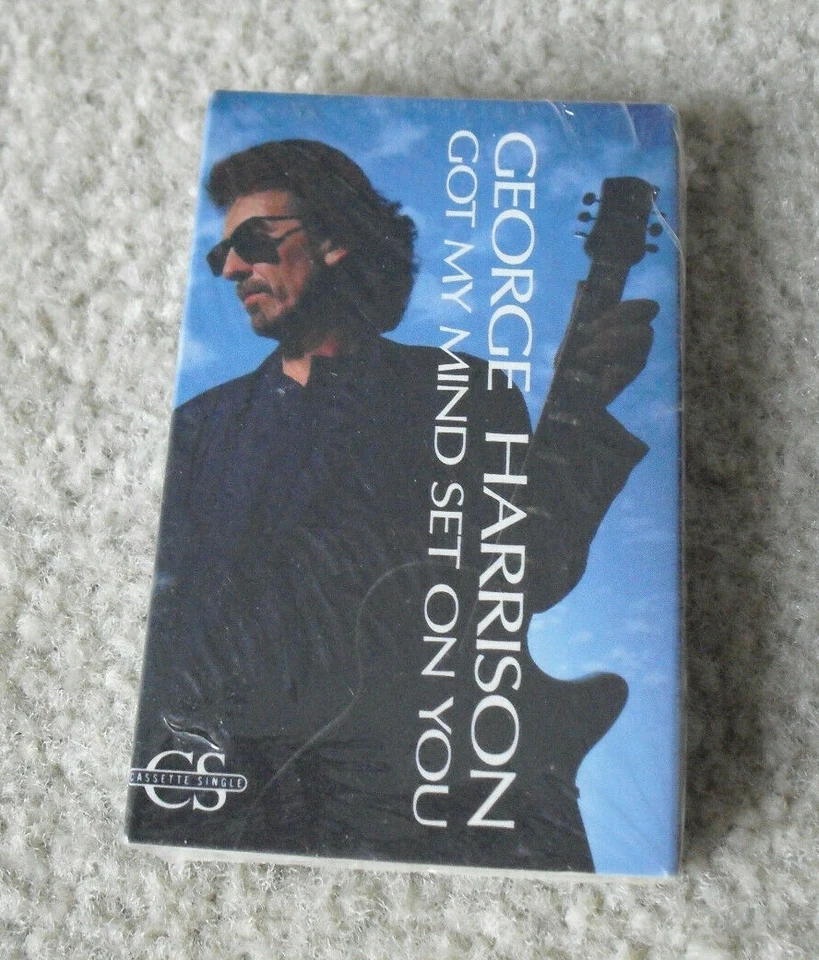 GEORGE HARRISON
GOT MY MIND SET ON YOU
CS
CASSETTE SINGLE